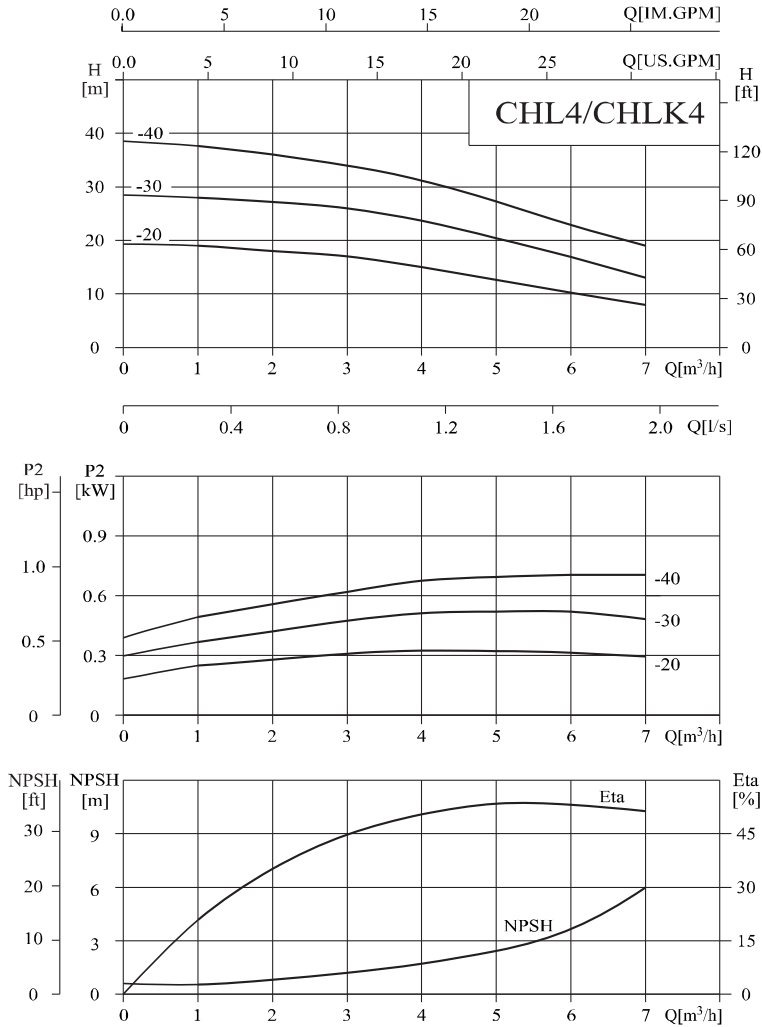 0.0 5 10 15 20 Q[IM.GPM]
0.0 5 10 15 20 25 Q[US.GPM]
H
[m]
H
[ft]
CHL4/CHLK4
40
30
20
10
0
-40
-30
-20
120
90
60
30
0
0 1 2 3 4 5 6 7 Q[m³/h]
0 0.4 0.8 1.2 1.6 2.0 Q[l/s]
P2
[hp]
P2
[kW]
1.0
0.5
0
0.9
0.6
0.3
0
-40
-30
-20
0 1 2 3 4 5 6 7 Q[m³/h]
NPSH
[ft]
NPSH
[m]
Eta
[%]
30
20
10
0
9
6
3
0
Eta
NPSH
45
30
15
0
0 1 2 3 4 5 6 7 Q[m³/h]